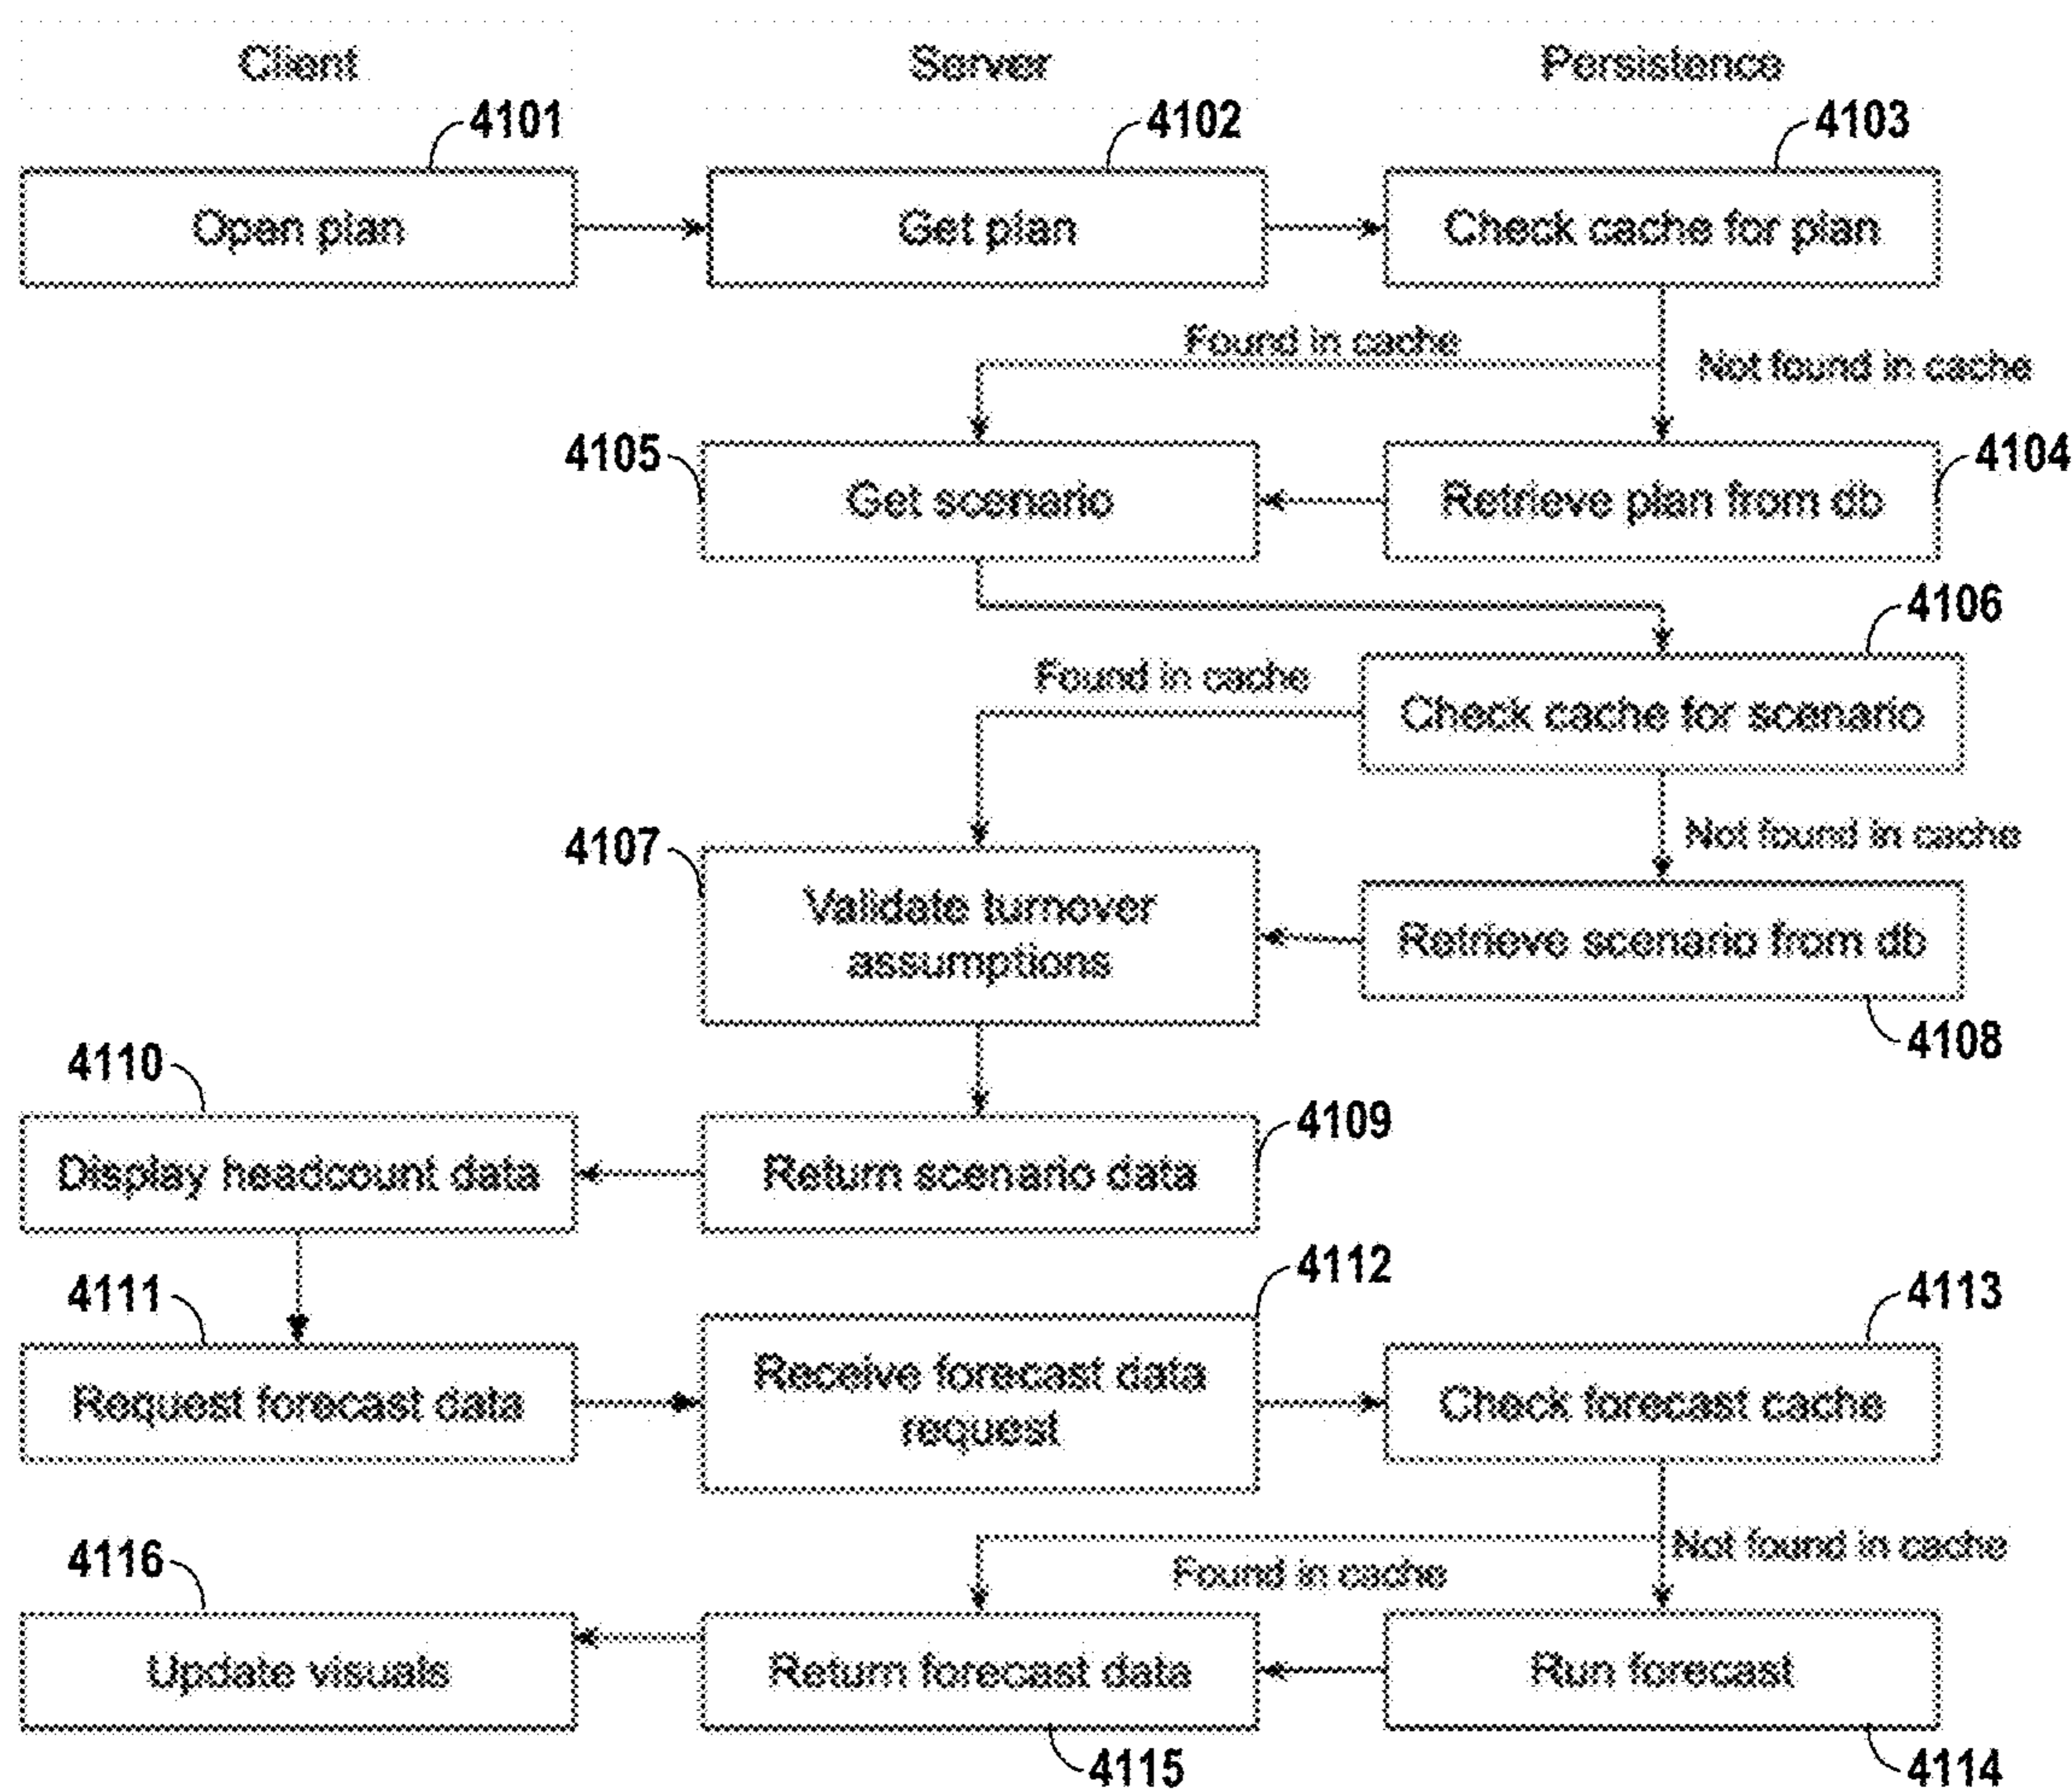 Client
Server
Persistence
4101
4102
4103
Open plan
Get plan
Check cache for plan
Found in cache
Not found in cache
4105
4104
Get scenario
Retrieve plan from db
4106
Found in cache
Check cache for scenario
4107
Not found in cache
Validate turnover
assumptions
Retrieve scenario from db
4108
4110
4109
Display headcount data
Return scenario data
4112
4111
4113
Request forecast data
Receive forecast data
request
Check forecast cache
4116
Not found in cache
Found in cache
Update visuals
Return forecast data
Run forecast
4115
4114